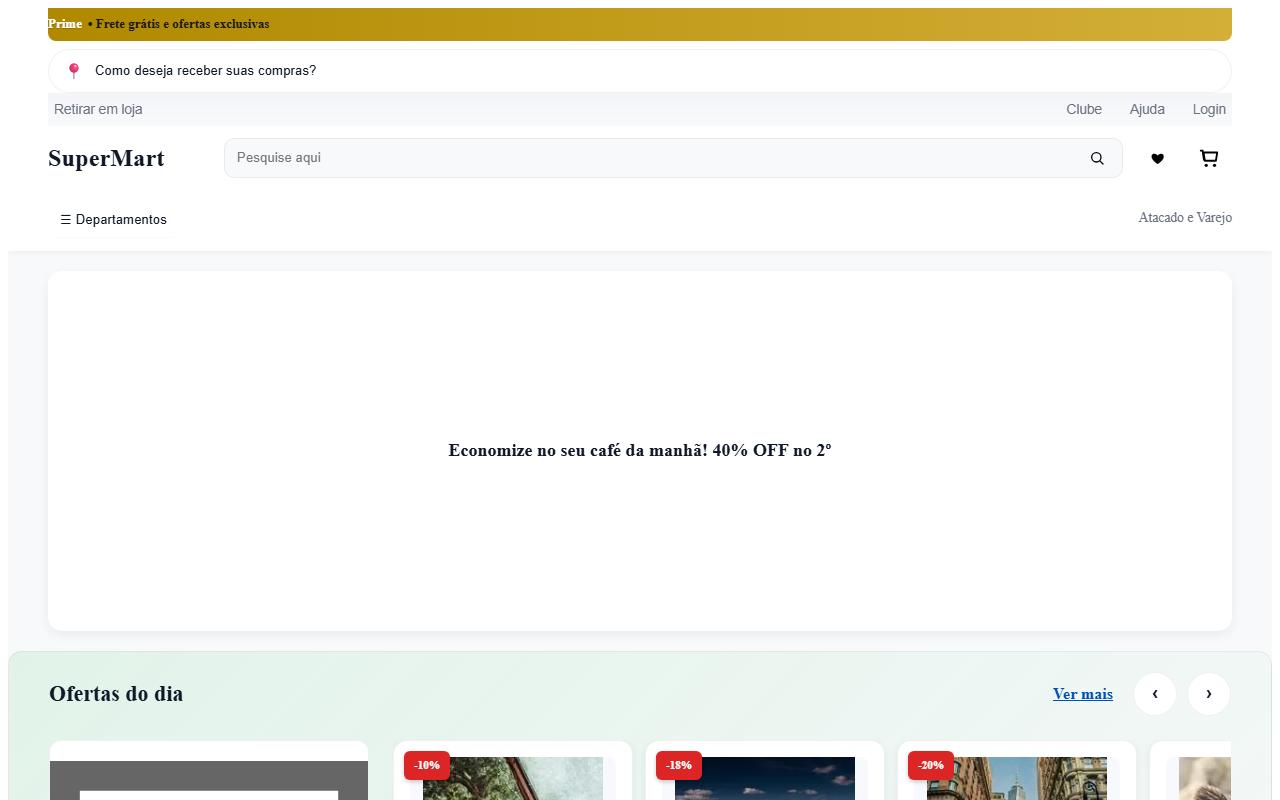 Prime • Frete grátis e ofertas exclusivas
Como deseja receber suas compras?
Retirar em loja Clube Ajuda Login
SuperMart Pesquise aqui
☰ Departamentos Atacado e Varejo
Economize no seu café da manhã! 40% OFF no 2º
Ofertas do dia Ver mais ‹ ›
-10% -18% -20%